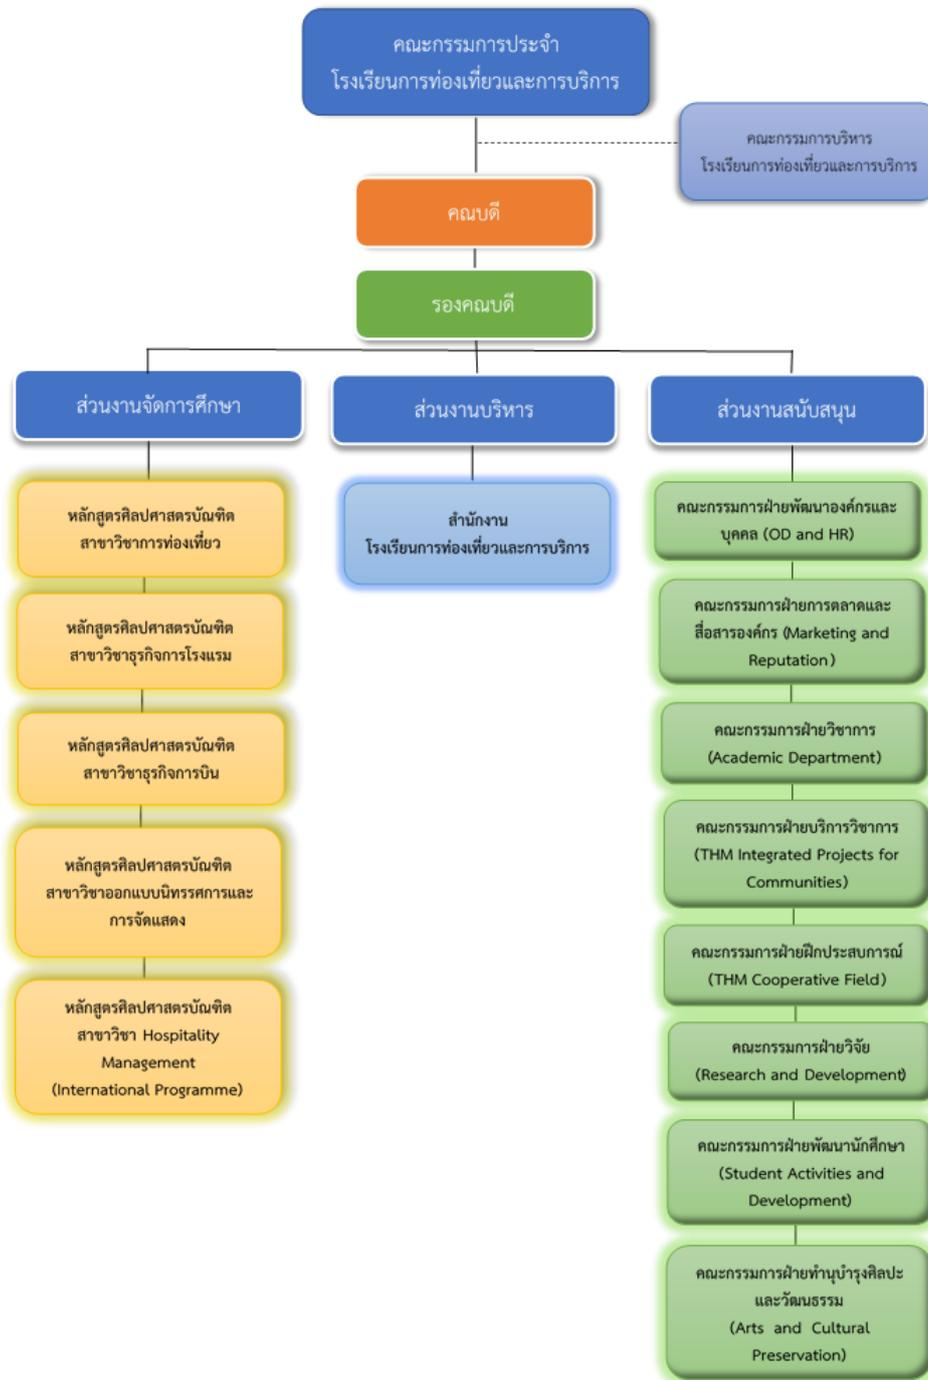 คณะกรรมการประจำ
โรงเรียนการท่องเที่ยวและการบริการ
คณะกรรมการบริหาร
โรงเรียนการท่องเที่ยวและการบริการ
คณบดี
รองคณบดี
ส่วนงานจัดการศึกษา
ส่วนงานบริหาร
ส่วนงานสนับสนุน
หลักสูตรศิลปศาสตรบัณฑิต
สาขาวิชาการท่องเที่ยว
หลักสูตรศิลปศาสตรบัณฑิต
สาขาวิชาธุรกิจการโรงแรม
หลักสูตรศิลปศาสตรบัณฑิต
สาขาวิชาธุรกิจการบิน
หลักสูตรศิลปศาสตรบัณฑิต
สาขาวิชาออกแบบนิทรรศการและ
การจัดแสดง
หลักสูตรศิลปศาสตรบัณฑิต
สาขาวิชา Hospitality
Management
(International Programme)
สำนักงาน
โรงเรียนการท่องเที่ยวและการบริการ
คณะกรรมการฝ่ายพัฒนาองค์กรและ
บุคคล (OD and HR)
คณะกรรมการฝ่ายการตลาดและ
สื่อสารองค์กร (Marketing and
Reputation)
คณะกรรมการฝ่ายวิชาการ
(Academic Department)
คณะกรรมการฝ่ายบริการวิชาการ
(THM Integrated Projects for
Communities)
คณะกรรมการฝ่ายฝึกประสบการณ์
(THM Cooperative Field)
คณะกรรมการฝ่ายวิจัย
(Research and Development)
คณะกรรมการฝ่ายพัฒนานักศึกษา
(Student Activities and
Development)
คณะกรรมการฝ่ายทำนุบำรุงศิลปะ
และวัฒนธรรม
(Arts and Cultural
Preservation)